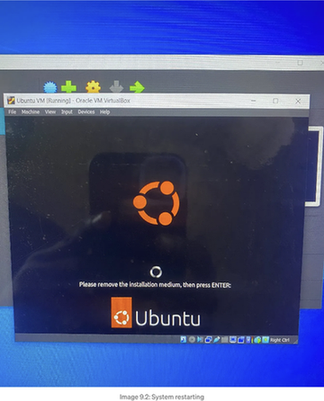 Ubuntu VM [Running] - Oracle VM VirtualBox
File Machine View Input Devices Help
Please remove the installation medium, then press ENTER:
Ubuntu
Right Ctrl
Image 9.2: System restarting